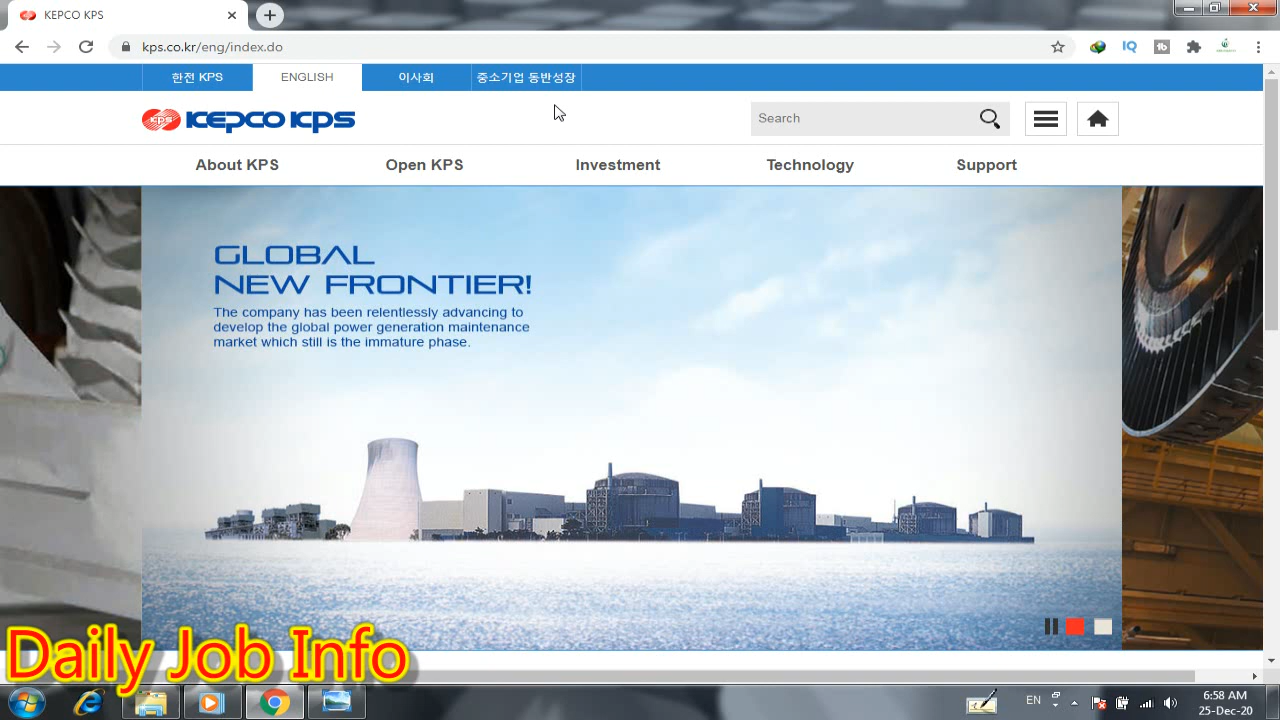 KEPCO KPS
kps.co.kr/eng/index.do
한전 KPS
ENGLISH
이사회
중소기업 동반성장
KPS KEPCO KPS
Search
About KPS
Open KPS
Investment
Technology
Support
GLOBAL
NEW FRONTIER!
The company has been relentlessly advancing to
develop the global power generation maintenance
market which still is the immature phase.
Daily Job Info
EN
6:58 AM
25-Dec-20